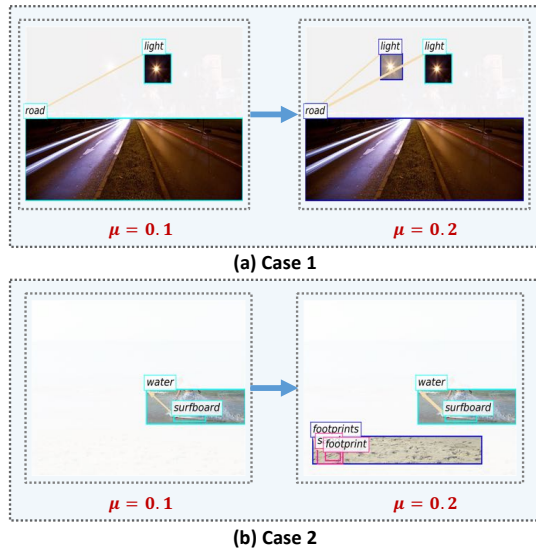 light
road
light
light
road
μ = 0.1
μ = 0.2
(a) Case 1
water
surfboard
water
surfboard
footprints
footprint
μ = 0.1
μ = 0.2
(b) Case 2